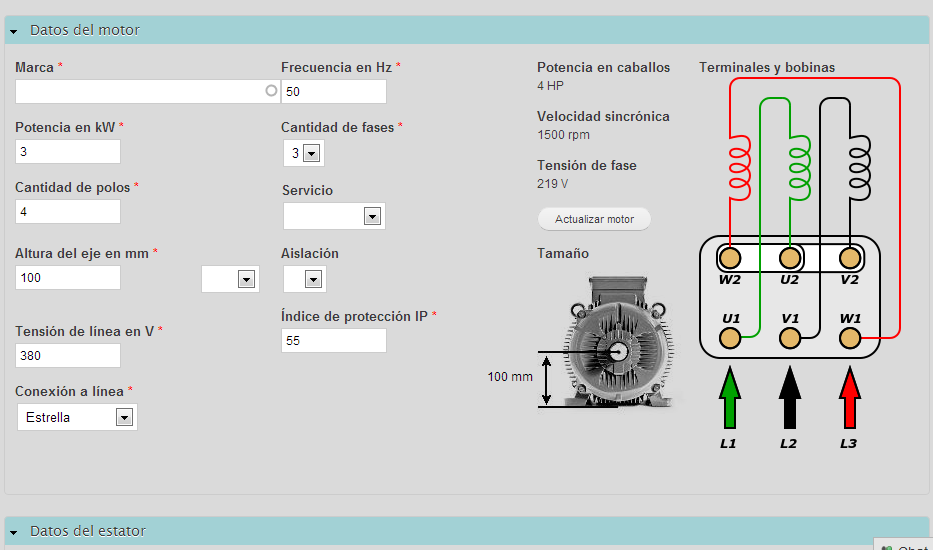 Datos del motor
Marca *
Frecuencia en Hz *
50
Potencia en kW *
3
Cantidad de fases *
3
Cantidad de polos *
4
Servicio
Altura del eje en mm *
100
Aislación
Tensión de línea en V *
380
Índice de protección IP *
55
Conexión a línea *
Estrella
Potencia en caballos
4 HP
Velocidad sincrónica
1500 rpm
Tensión de fase
219 V
Actualizar motor
Tamaño
100 mm
Terminales y bobinas
W2 U2 V2
U1 V1 W1
L1 L2 L3
Datos del estator